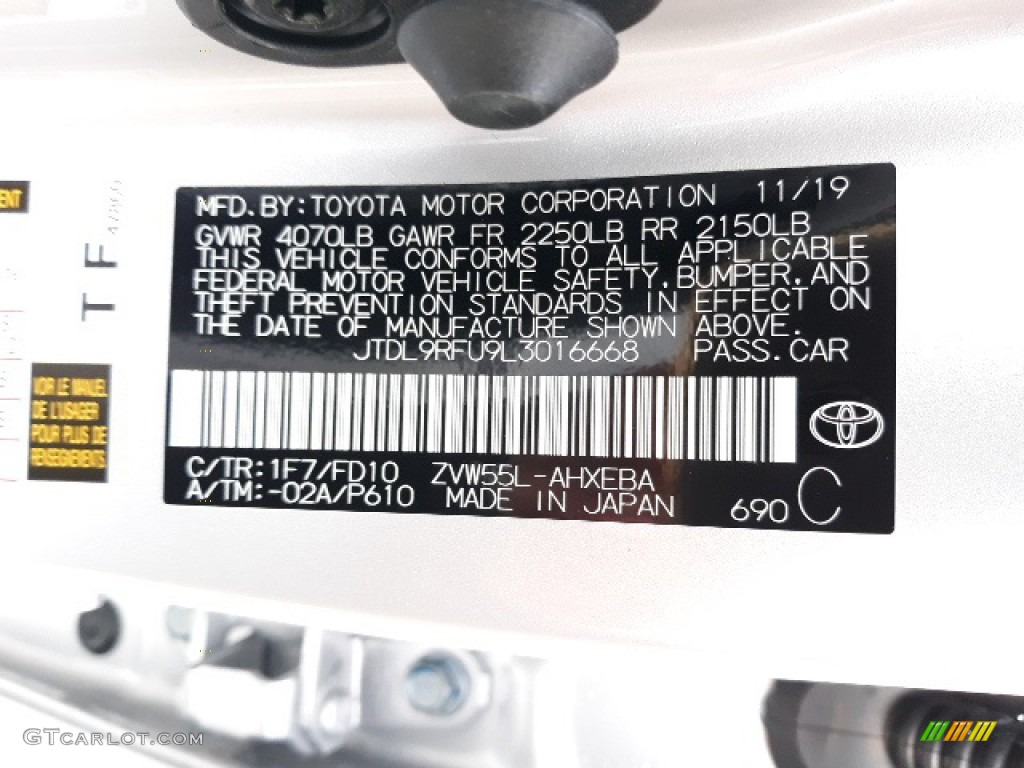 MFD.BY:TOYOTA MOTOR CORPORATION 11/19
GVWR 4070LB GAWR FR 2250LB RR 2150LB
THIS VEHICLE CONFORMS TO ALL APPLICABLE
FEDERAL MOTOR VEHICLE SAFETY,BUMPER,AND
THEFT PREVENTION STANDARDS IN EFFECT ON
THE DATE OF MANUFACTURE SHOWN ABOVE.
JTDL9RFU9L3016668 PASS.CAR
C/TR:1F7/FD10 ZVW55L-AHXEBA
A/TM:-02A/P610 MADE IN JAPAN 690 C
T F
VOIR LE MANUEL
DE L'USAGER
POUR PLUS DE
RENSEIGNEMENTS
GTCARLOT.COM